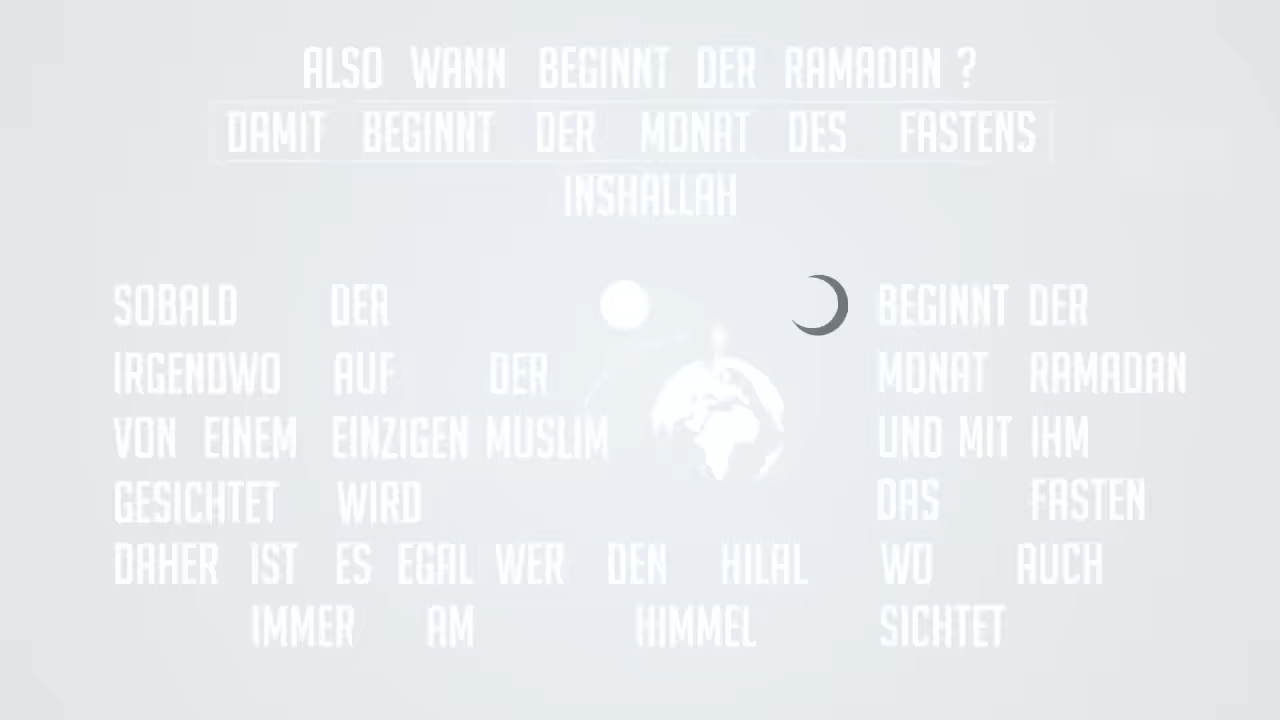 ALSO WANN BEGINNT DER RAMADAN ?
DAMIT BEGINNT DER MONAT DES FASTENS
INSHALLAH
SOBALD DER
IRGENDWO AUF DER
VON EINEM EINZIGEN MUSLIM
GESICHTET WIRD
BEGINNT DER
MONAT RAMADAN
UND MIT IHM
DAS FASTEN
DAHER IST ES EGAL WER DEN HILAL WO AUCH
IMMER AM HIMMEL SICHTET